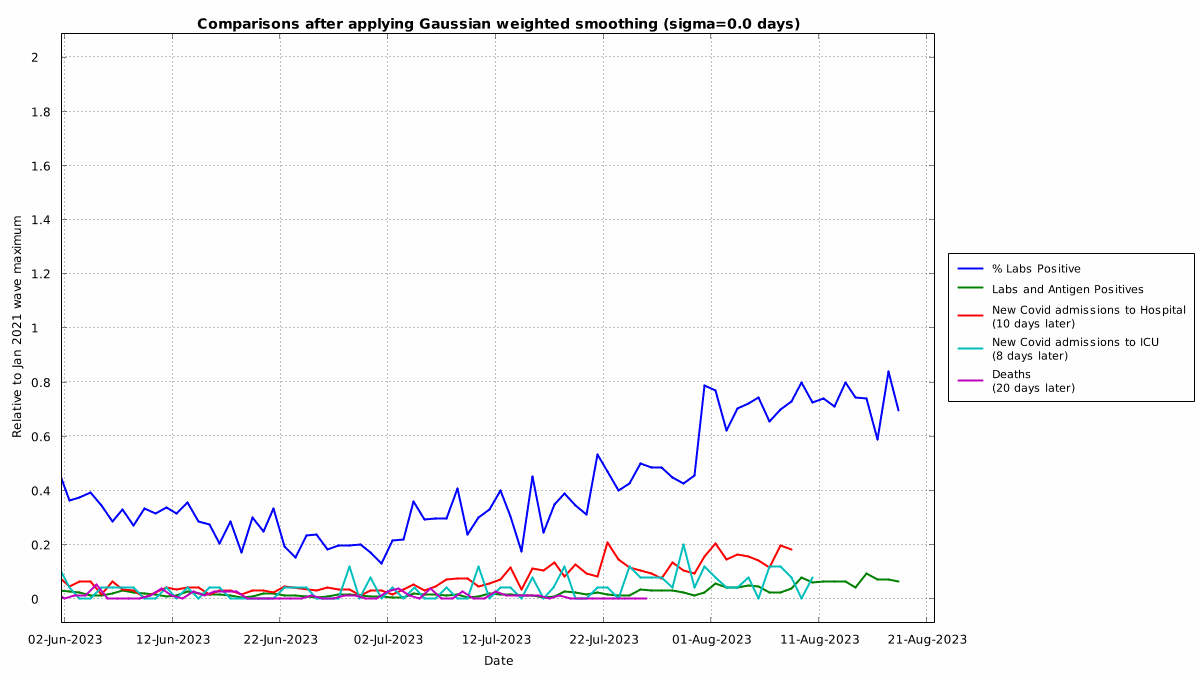 Comparisons after applying Gaussian weighted smoothing (sigma=0.0 days)
Relative to Jan 2021 wave maximum
2
1.8
1.6
1.4
1.2
1
0.8
0.6
0.4
0.2
0
02-Jun-2023 12-Jun-2023 22-Jun-2023 02-Jul-2023 12-Jul-2023 22-Jul-2023 01-Aug-2023 11-Aug-2023 21-Aug-2023
Date
% Labs Positive
Labs and Antigen Positives
New Covid admissions to Hospital
(10 days later)
New Covid admissions to ICU
(8 days later)
Deaths
(20 days later)